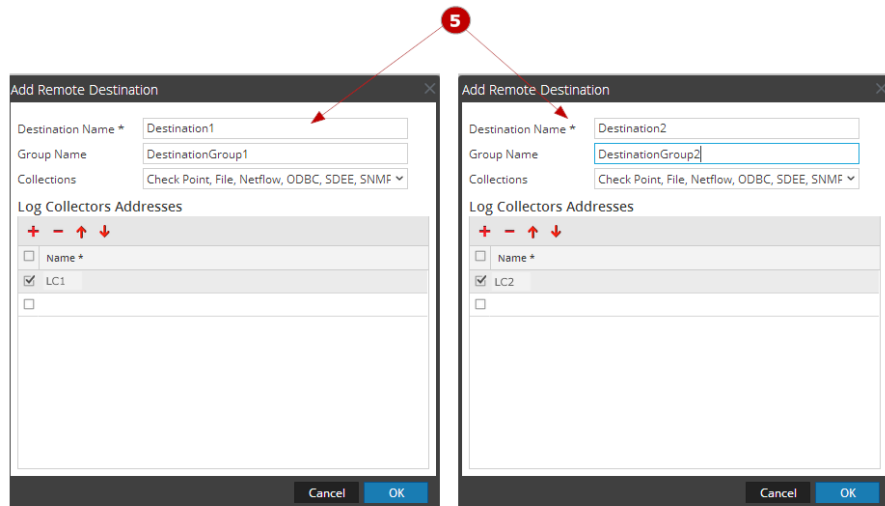 5
Add Remote Destination
Destination Name * Destination1
Group Name DestinationGroup1
Collections Check Point, File, Netflow, ODBC, SDEE, SNMP
Log Collectors Addresses
Name *
LC1
Cancel OK
Add Remote Destination
Destination Name * Destination2
Group Name DestinationGroup2
Collections Check Point, File, Netflow, ODBC, SDEE, SNMP
Log Collectors Addresses
Name *
LC2
Cancel OK